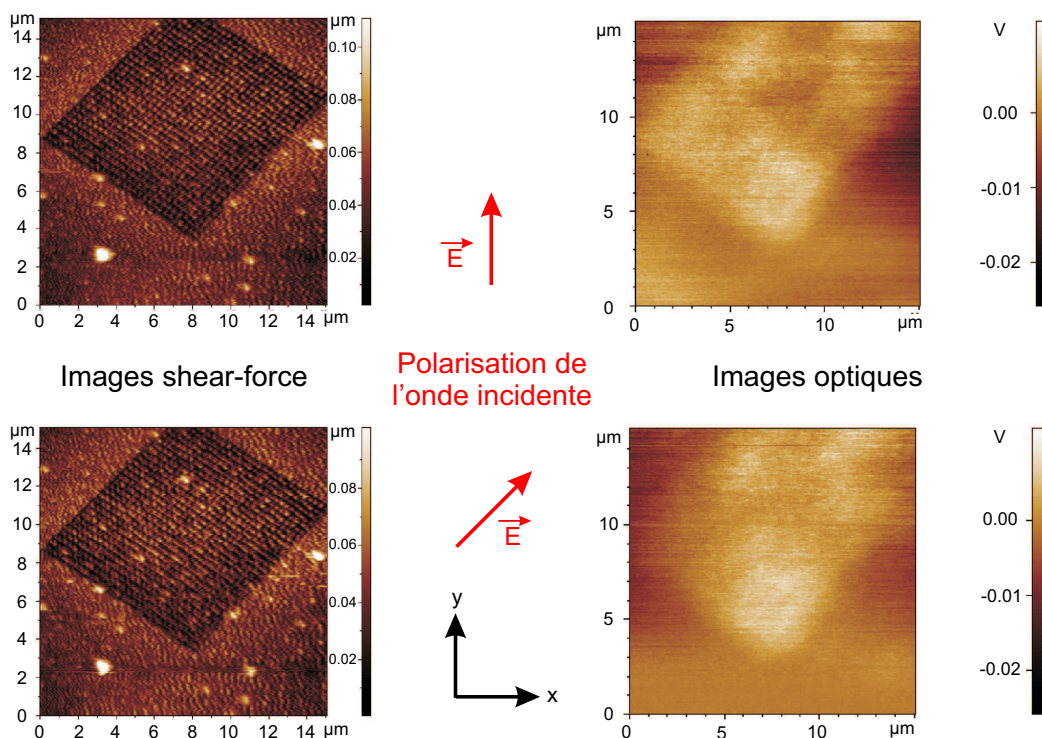 µm
14
12
10
8
6
4
2
0
0 2 4 6 8 10 12 14
µm
µm
0.10
0.08
0.06
0.04
0.02
E
µm
10
5
0
0 5 10
µm
V
0.00
-0.01
-0.02
Images shear-force
Polarisation de
l'onde incidente
Images optiques
µm
14
12
10
8
6
4
2
0
0 2 4 6 8 10 12 14
µm
µm
0.08
0.06
0.04
0.02
E
y
x
µm
10
5
0
0 5 10
µm
V
0.00
-0.01
-0.02